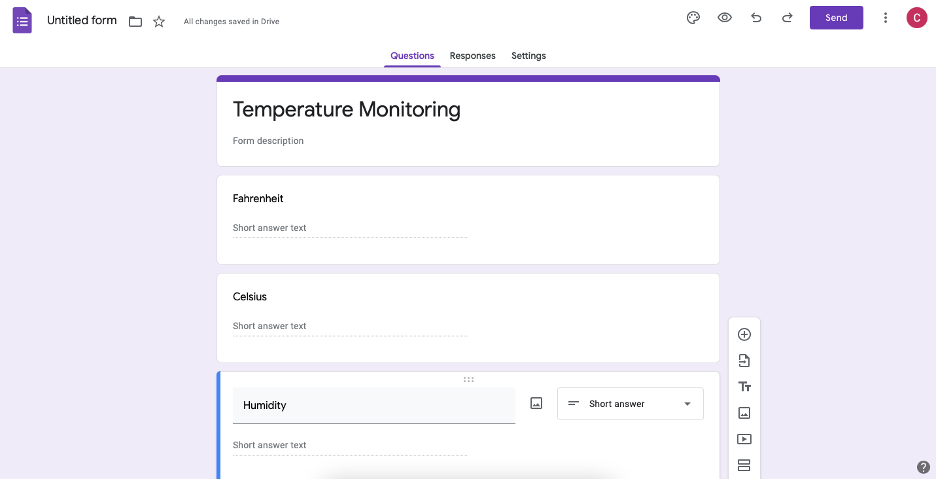 Untitled form
All changes saved in Drive
Send
C
Questions Responses Settings
Temperature Monitoring
Form description
Fahrenheit
Short answer text
Celsius
Short answer text
Humidity
Short answer
Short answer text